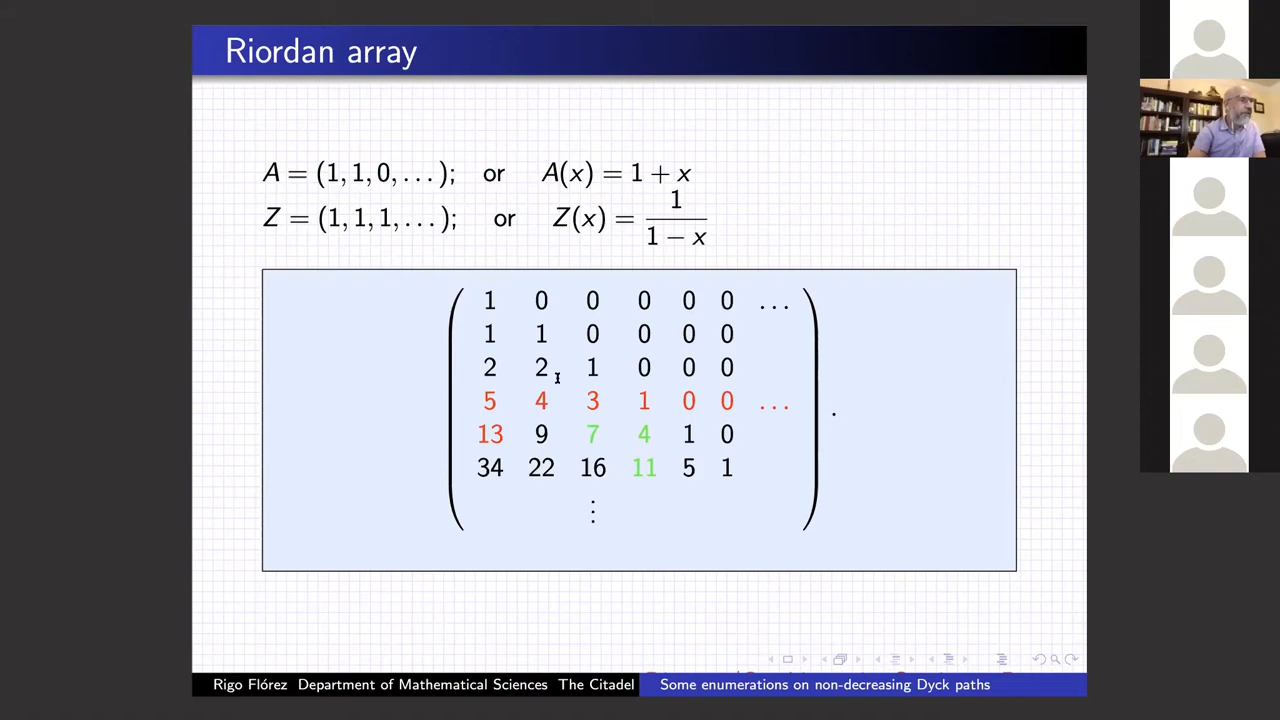 Riordan array
A = (1, 1, 0, . . . ); or A(x) = 1 + x
Z = (1, 1, 1, . . . ); or Z(x) = 1 / (1 − x)
1 0 0 0 0 0 . . .
1 1 0 0 0 0
2 2 1 0 0 0
5 4 3 1 0 0 . . .
13 9 7 4 1 0
34 22 16 11 5 1
⋮
.
Rigo Flórez Department of Mathematical Sciences The Citadel
Some enumerations on non-decreasing Dyck paths